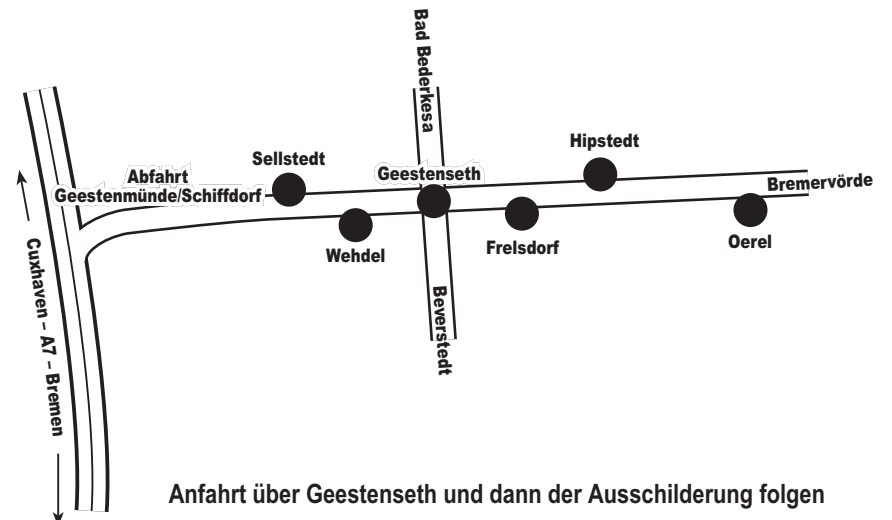 Bad Bederkesa
Hipstedt
Sellstedt
Geestenseth
Abfahrt
Geestenmünde/Schiffdorf
Bremervörde
Wehdel
Frelsdorf
Oerel
Cuxhaven – A7 – Bremen
Beverstedt
Anfahrt über Geestenseth und dann der Ausschilderung folgen